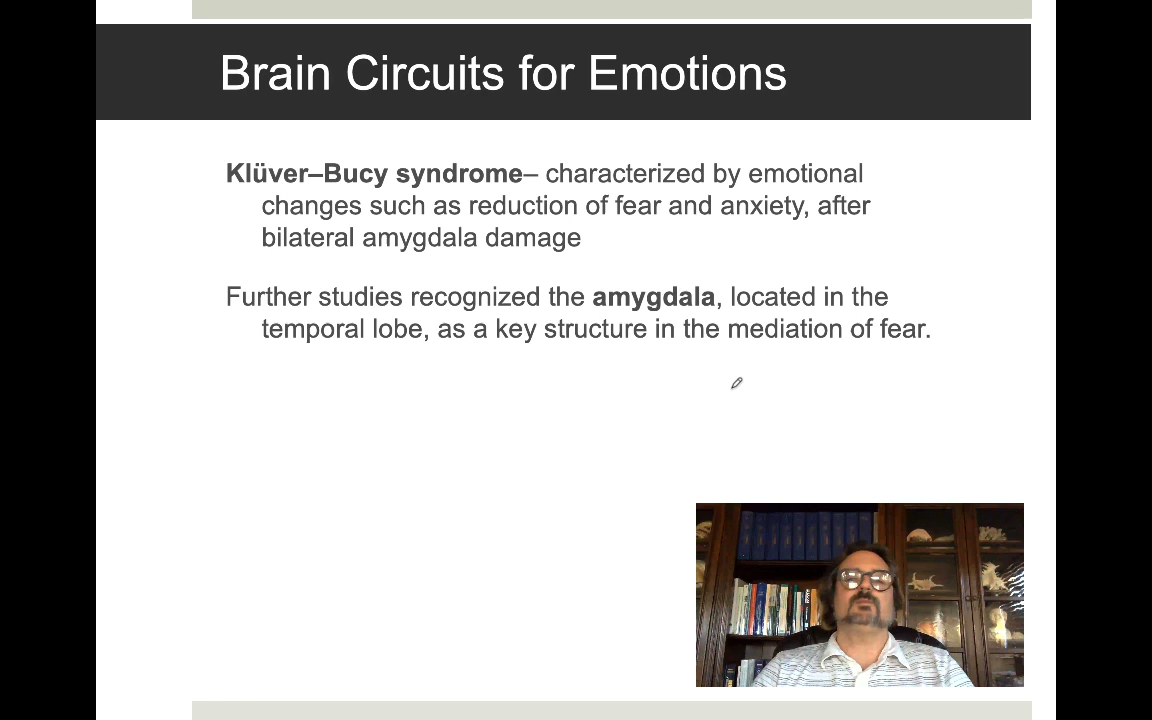 Brain Circuits for Emotions
Klüver–Bucy syndrome– characterized by emotional
changes such as reduction of fear and anxiety, after
bilateral amygdala damage
Further studies recognized the amygdala, located in the
temporal lobe, as a key structure in the mediation of fear.